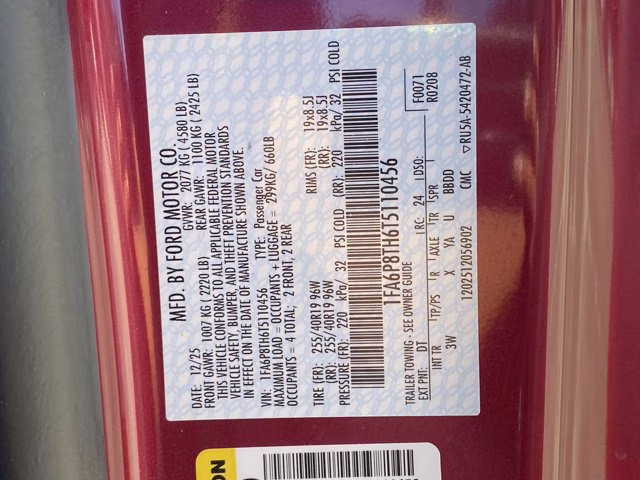 MFD. BY FORD MOTOR CO.
DATE: 12/25 GVWR: 2077 KG ( 4580 LB)
FRONT GAWR: 1007 KG ( 2220 LB) REAR GAWR: 1100 KG ( 2425 LB)
THIS VEHICLE CONFORMS TO ALL APPLICABLE FEDERAL MOTOR
VEHICLE SAFETY, BUMPER, AND THEFT PREVENTION STANDARDS
IN EFFECT ON THE DATE OF MANUFACTURE SHOWN ABOVE.
VIN: 1FA6P8TH6T5110456 TYPE: Passenger Car
MAXIMUM LOAD = OCCUPANTS + LUGGAGE = 299KG/ 660LB
OCCUPANTS = 4 TOTAL; 2 FRONT, 2 REAR
TIRE (FR): 255/40R19 96W RIMS (FR): 19x8.5J
(RR): 255/40R19 96W (RR): 19x8.5J
PRESSURE (FR): 220 kPa/ 32 PSI COLD (RR): 220 kPa/ 32 PSI COLD
1FA6P8TH6T5110456
TRAILER TOWING - SEE OWNER GUIDE F0071
EXT PNT: DT RC: 24 DSO: R0208
INT TR TP/PS R AXLE TR SPR
3W X YA U BBDD
1202512056902 CMC ▽RU5A-5420472-AB
ON